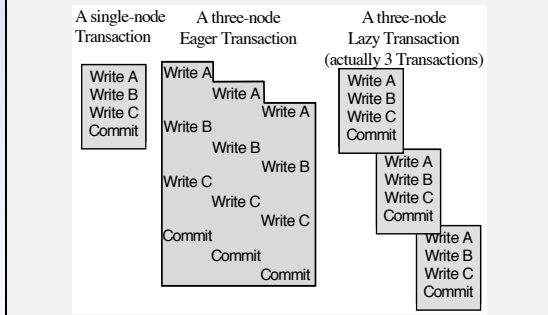 A single-node
Transaction
A three-node
Eager Transaction
A three-node
Lazy Transaction
(actually 3 Transactions)
Write A
Write B
Write C
Commit
Write A
Write A
Write A
Write B
Write B
Write B
Write C
Write C
Write C
Commit
Commit
Commit
Write A
Write B
Write C
Commit
Write A
Write B
Write C
Commit
Write A
Write B
Write C
Commit